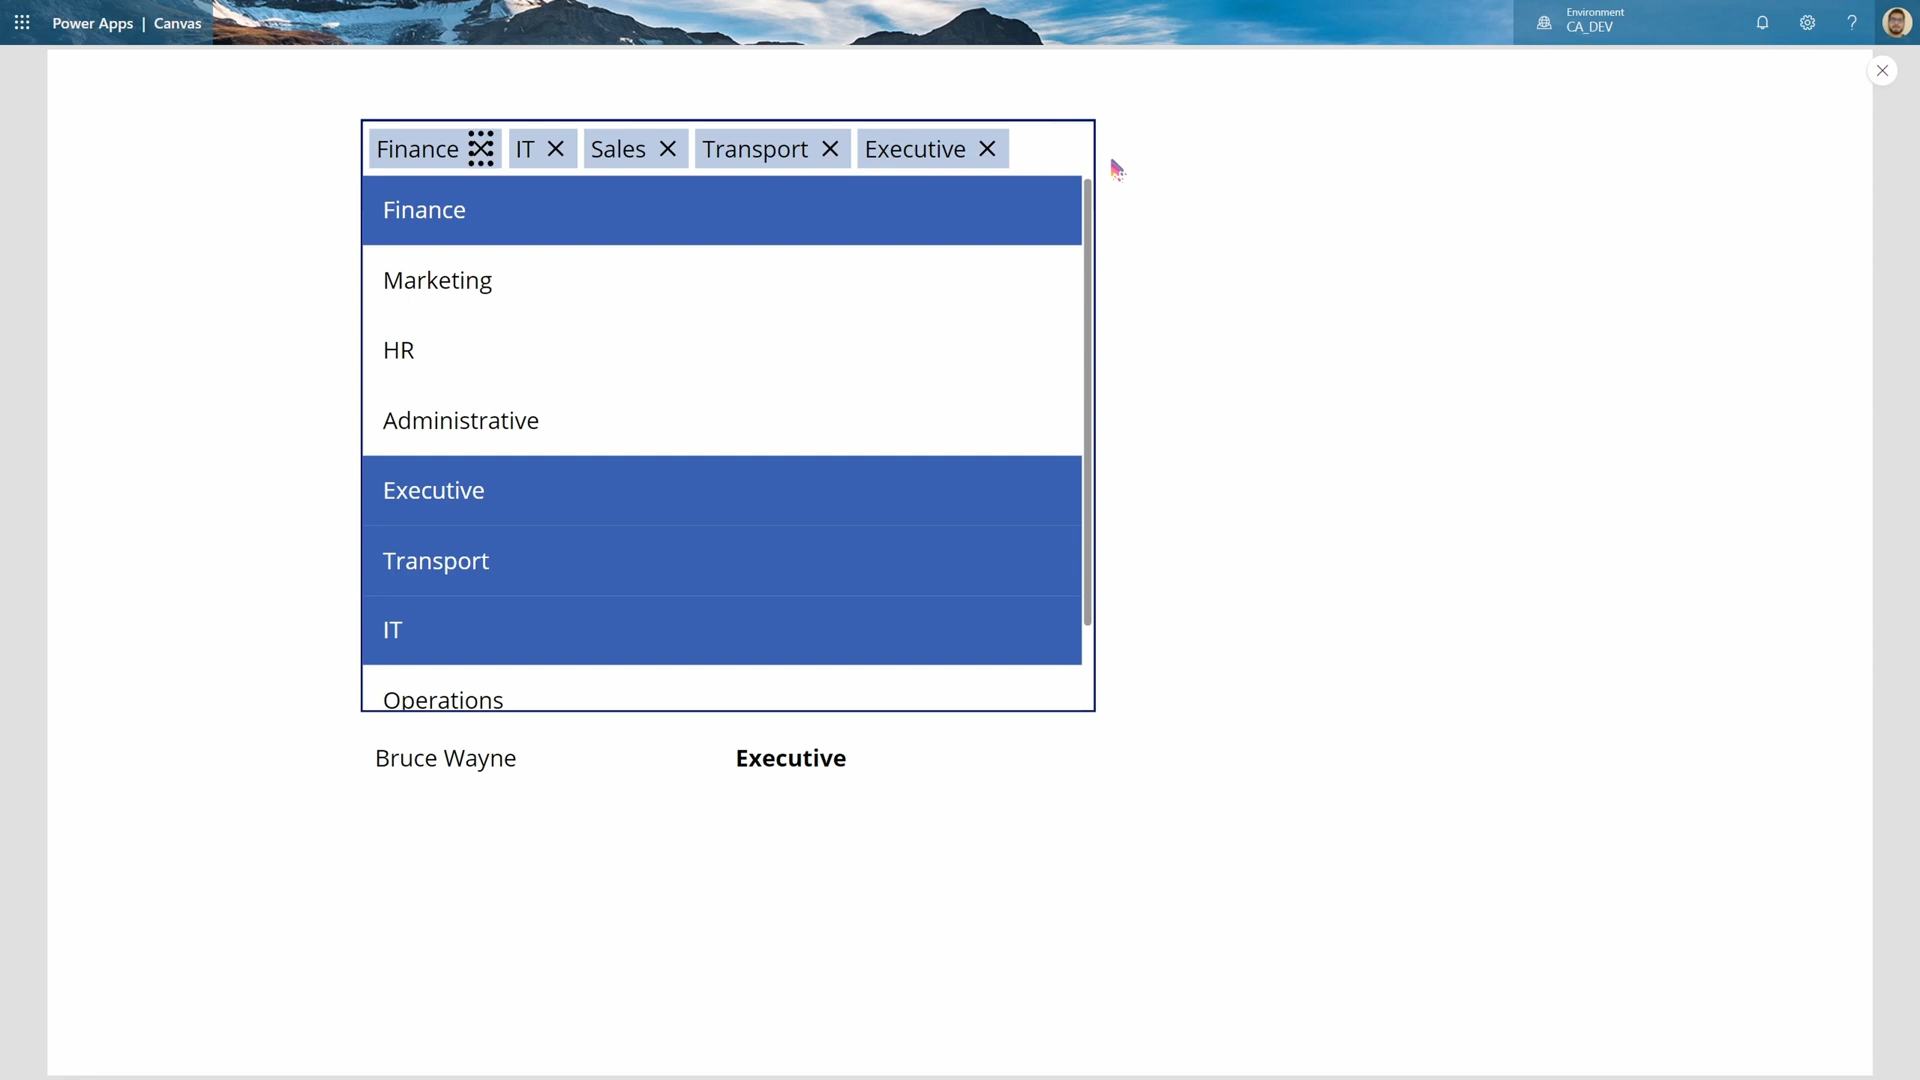 Power Apps | Canvas
Environment
CA_DEV
Finance IT Sales Transport Executive
Finance
Marketing
HR
Administrative
Executive
Transport
IT
Operations
Bruce Wayne Executive